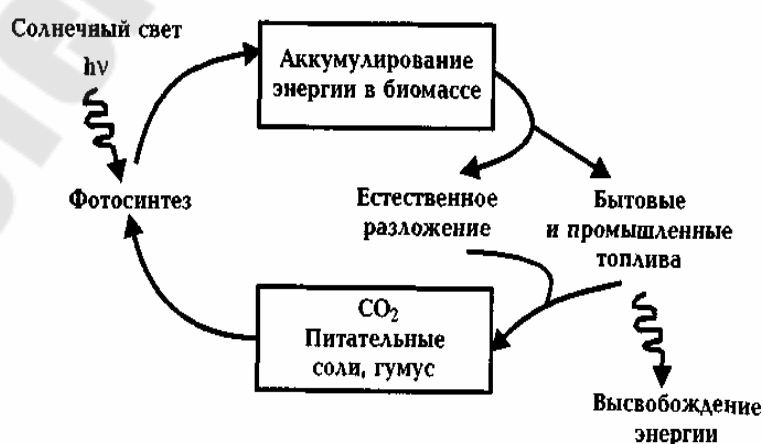 Солнечный свет
hν
Аккумулирование
энергии в биомассе
Фотосинтез
Естественное
разложение
Бытовые
и промышленные
топлива
CO₂
Питательные
соли, гумус
Высвобождение
энергии